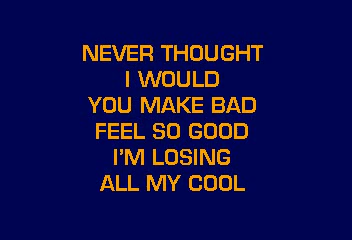 NEVER THOUGHT
I WOULD
YOU MAKE BAD
FEEL SO GOOD
I'M LOSING
ALL MY COOL